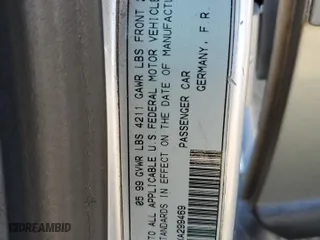 05 99 GVWR LBS 4211 GAWR LBS FRONT
TO ALL APPLICABLE U.S FEDERAL MOTOR VEHICLE
STANDARDS IN EFFECT ON THE DATE OF MANUFACTURE
PASSENGER CAR
GERMANY, F. R.
A299469
DREAMBID